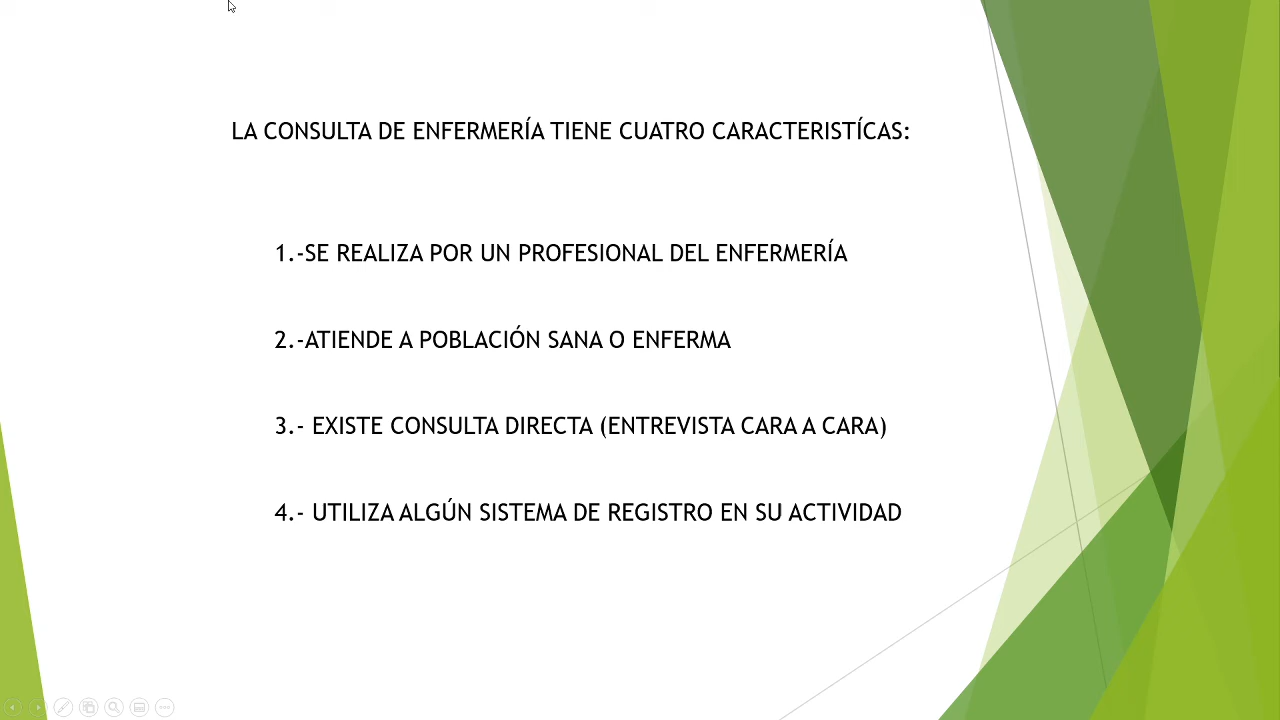 LA CONSULTA DE ENFERMERÍA TIENE CUATRO CARACTERISTÍCAS:
1.-SE REALIZA POR UN PROFESIONAL DEL ENFERMERÍA
2.-ATIENDE A POBLACIÓN SANA O ENFERMA
3.- EXISTE CONSULTA DIRECTA (ENTREVISTA CARA A CARA)
4.- UTILIZA ALGÚN SISTEMA DE REGISTRO EN SU ACTIVIDAD